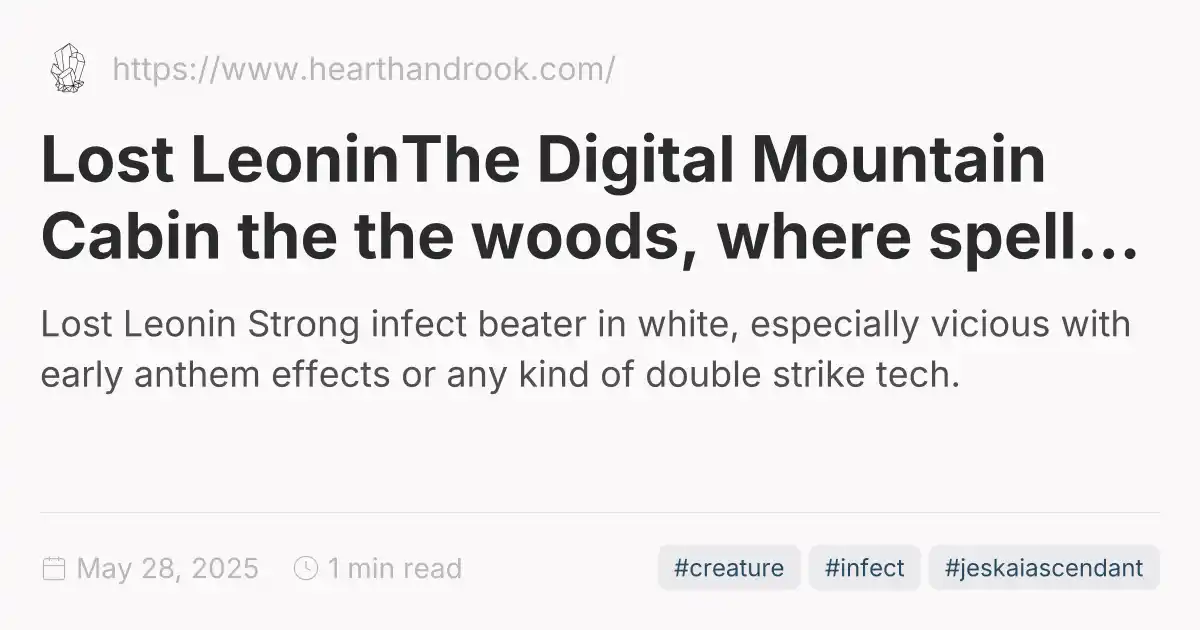 https://www.hearthandrook.com/
Lost LeoninThe Digital Mountain
Cabin the the woods, where spell...
Lost Leonin Strong infect beater in white, especially vicious with
early anthem effects or any kind of double strike tech.
May 28, 2025 1 min read #creature #infect #jeskaiascendant